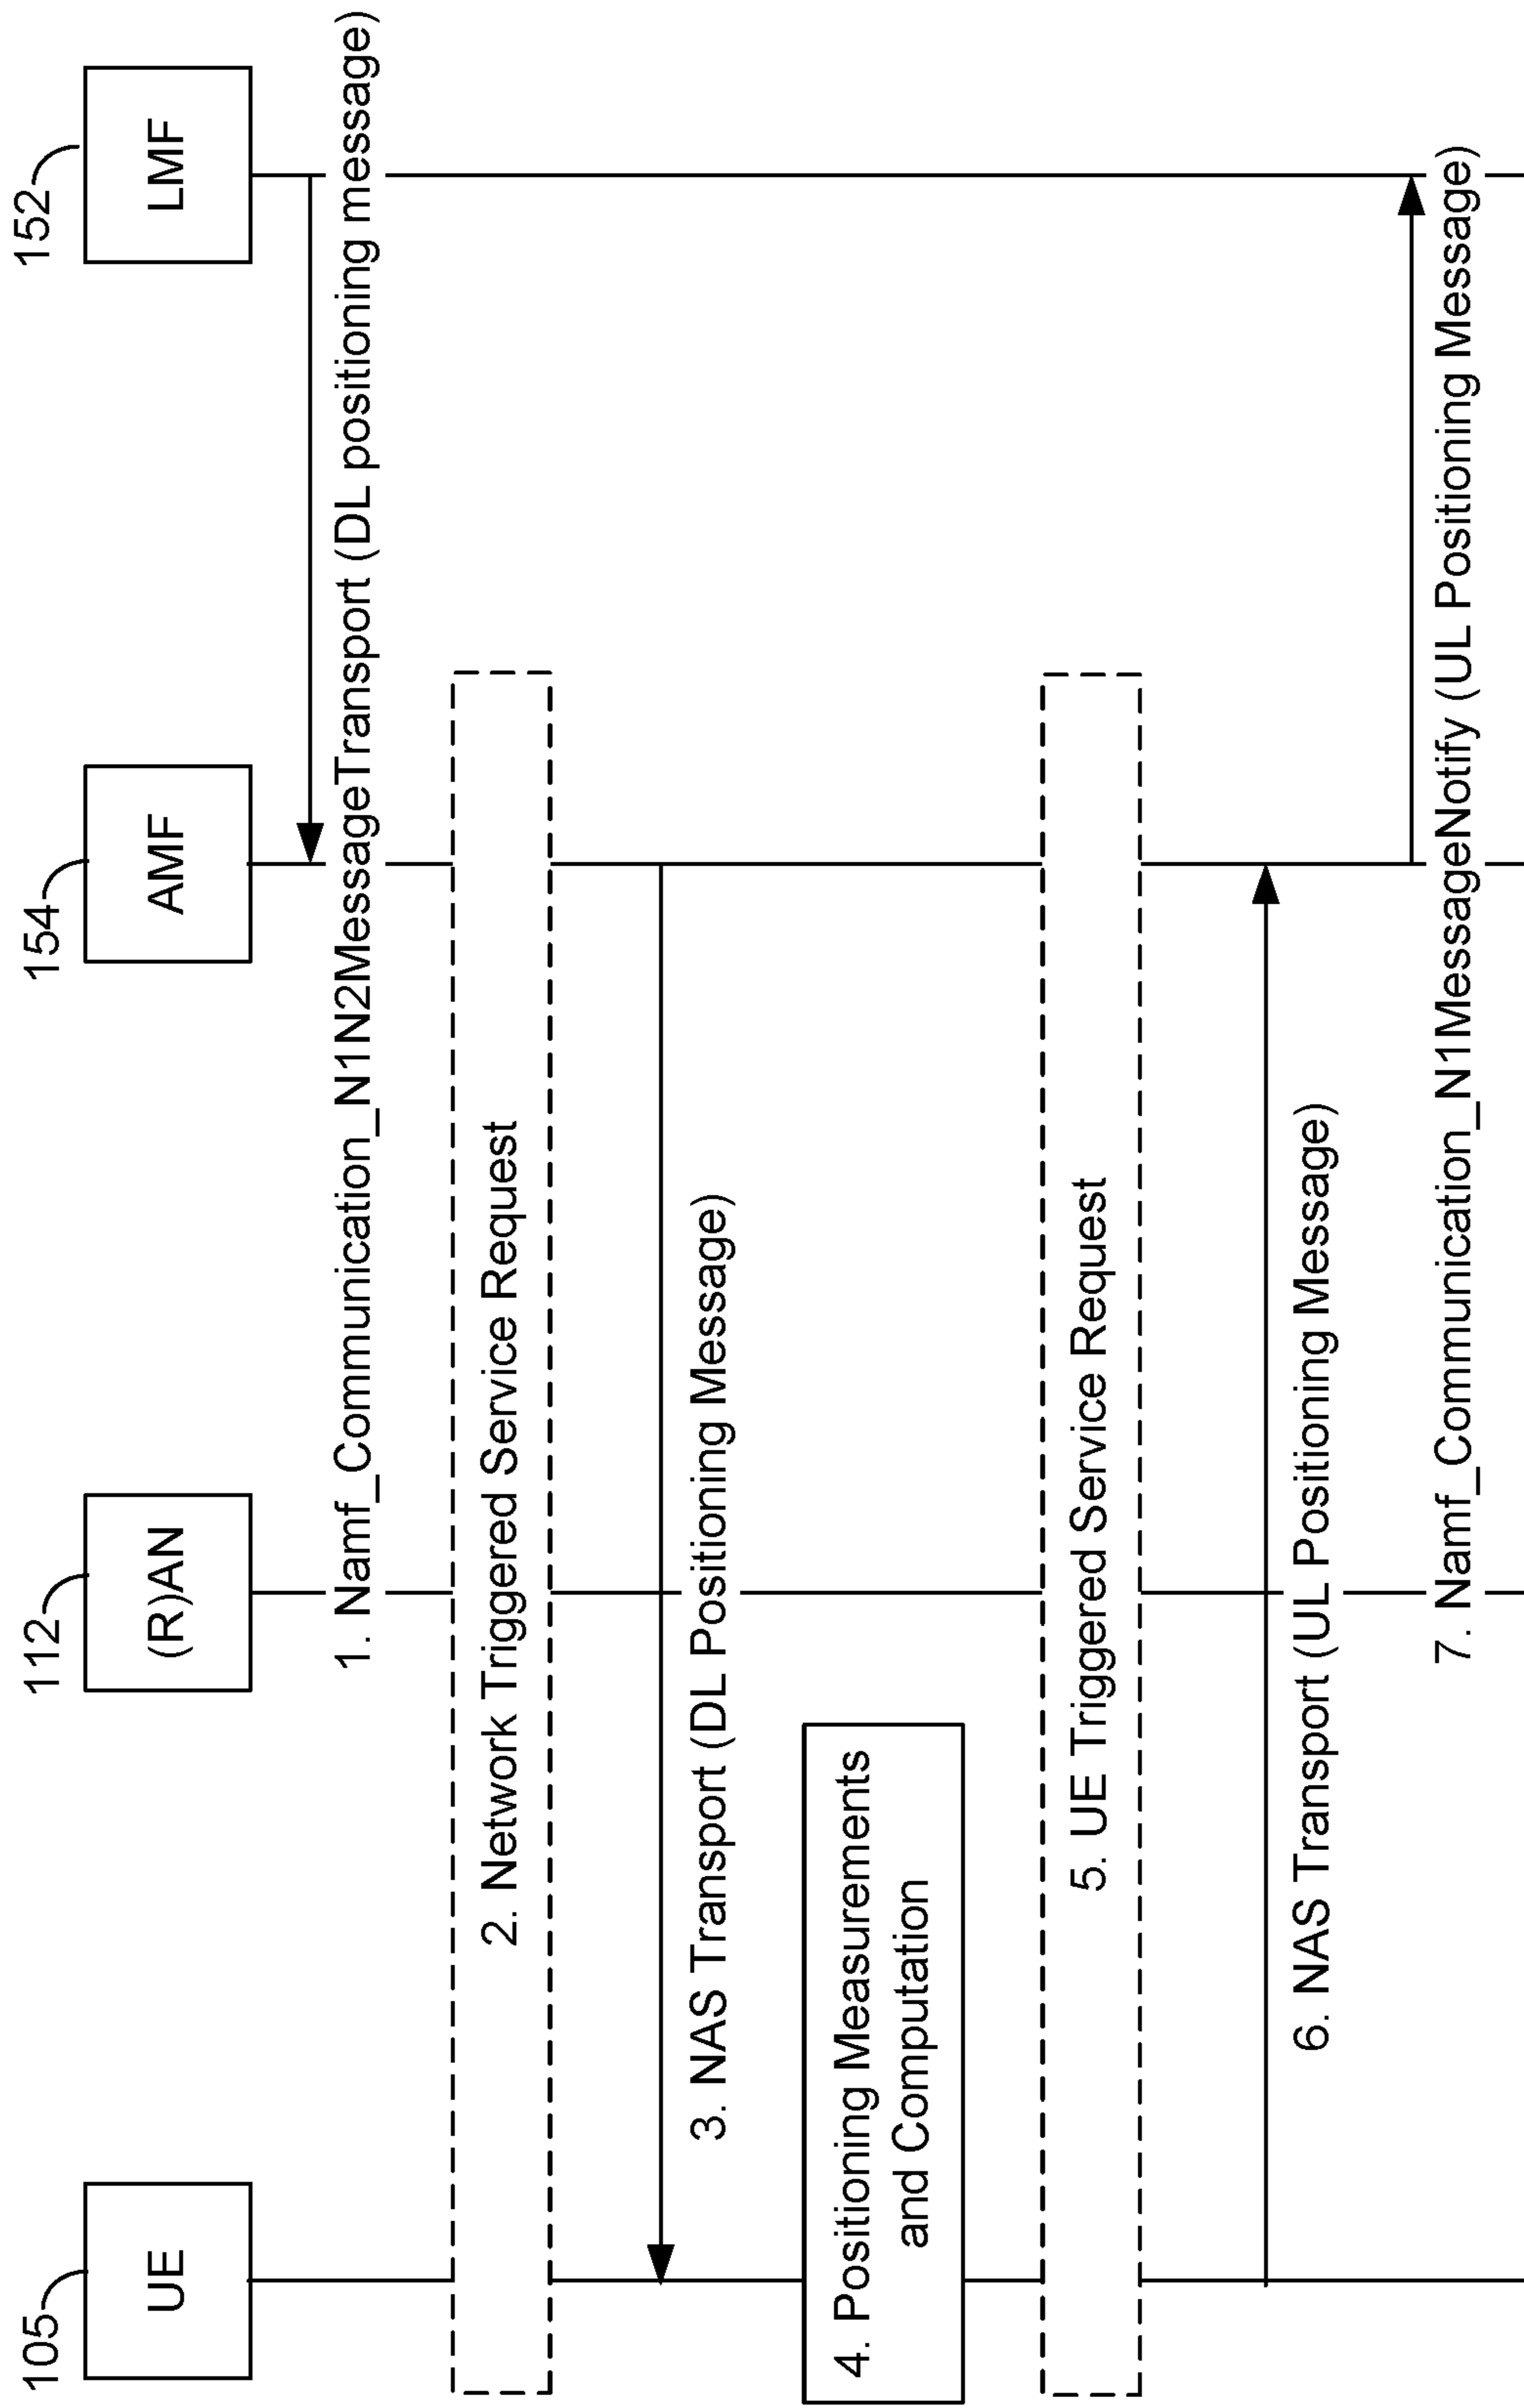 105
112
154
152
UE
(R)AN
AMF
LMF
1. Namf_Communication_N1N2MessageTransport (DL positioning message)
2. Network Triggered Service Request
3. NAS Transport (DL Positioning Message)
4. Positioning Measurements
and Computation
5. UE Triggered Service Request
6. NAS Transport (UL Positioning Message)
7. Namf_Communication_N1MessageNotify (UL Positioning Message)